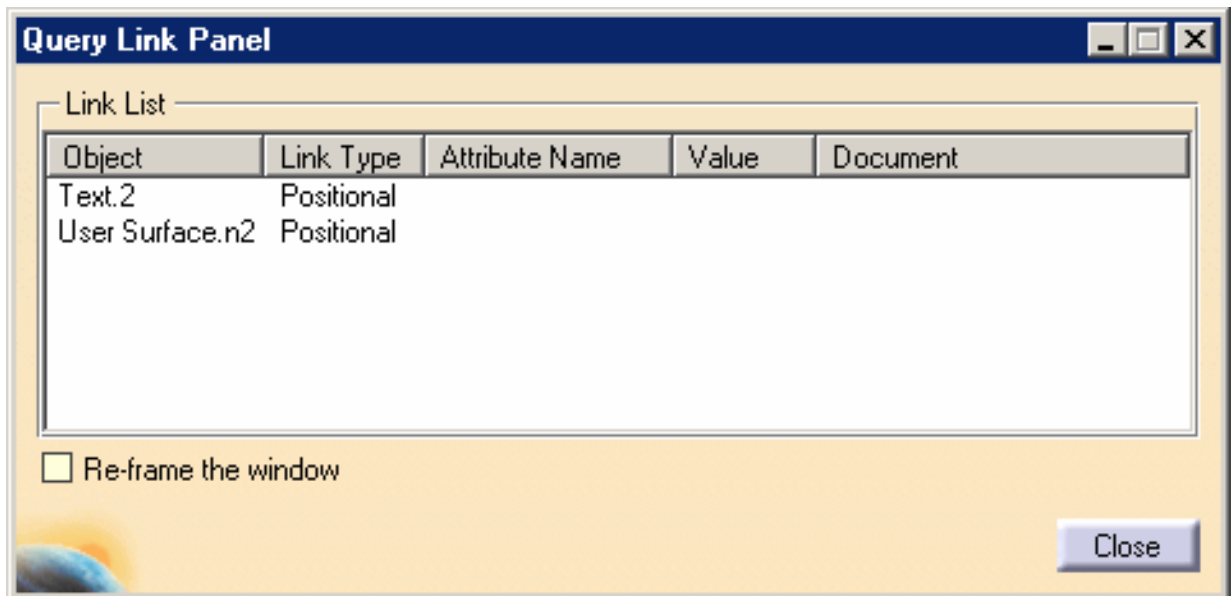 Query Link Panel
Link List
Object Link Type Attribute Name Value Document
Text.2 Positional
User Surface.n2 Positional
Re-frame the window
Close